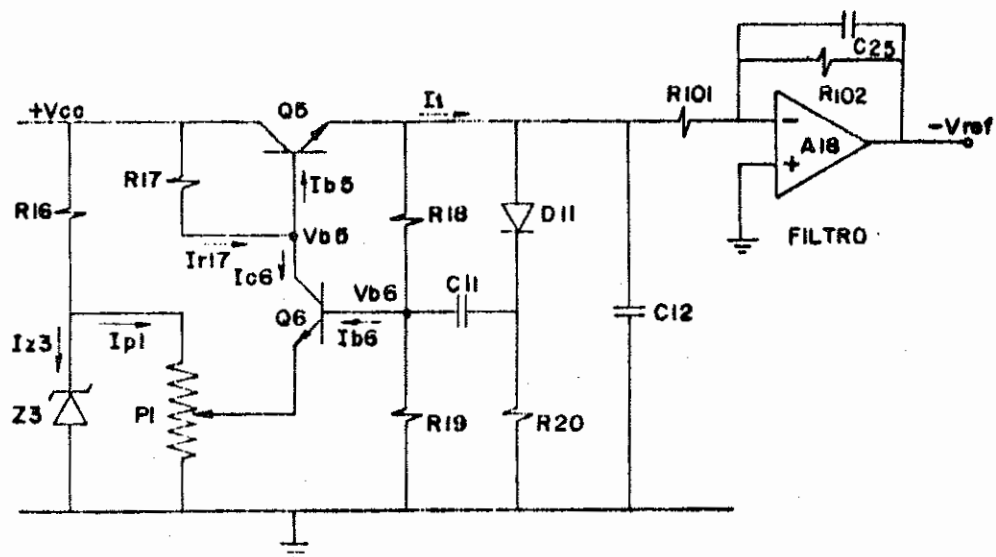 C25
R102
R101
A18
-Vref
FILTRO
+Vcc
Q5
I1
R17
Ib5
R16
Vb5
Ir17
Ic6
R18
D11
C11
Vb6
Q6
Ib6
C12
Iz3
Ip1
Z3
P1
R19
R20